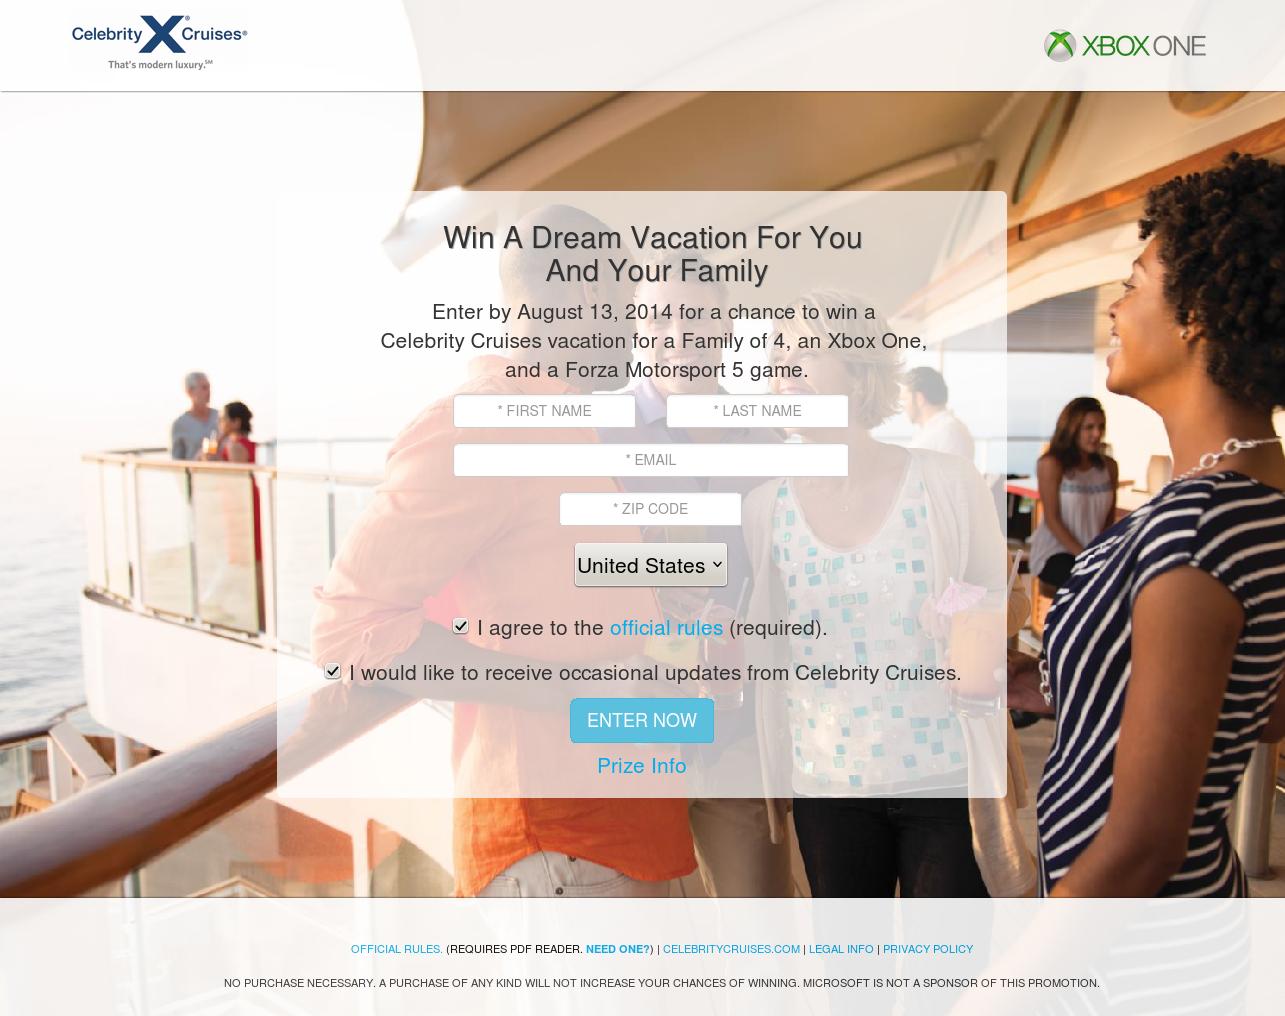 Celebrity X Cruises®
That's modern luxury.℠
XBOX ONE
Win A Dream Vacation For You
And Your Family
Enter by August 13, 2014 for a chance to win a
Celebrity Cruises vacation for a Family of 4, an Xbox One,
and a Forza Motorsport 5 game.
* FIRST NAME * LAST NAME
* EMAIL
* ZIP CODE
United States
I agree to the official rules (required).
I would like to receive occasional updates from Celebrity Cruises.
ENTER NOW
Prize Info
OFFICIAL RULES. (REQUIRES PDF READER. NEED ONE?) | CELEBRITYCRUISES.COM | LEGAL INFO | PRIVACY POLICY
NO PURCHASE NECESSARY. A PURCHASE OF ANY KIND WILL NOT INCREASE YOUR CHANCES OF WINNING. MICROSOFT IS NOT A SPONSOR OF THIS PROMOTION.